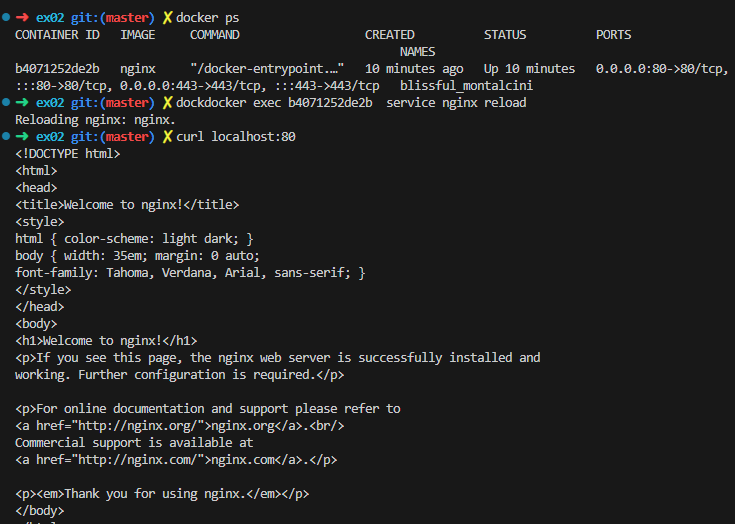 ➜ ex02 git:(master) ✗ docker ps
CONTAINER ID   IMAGE     COMMAND                  CREATED          STATUS          PORTS
NAMES
b4071252de2b   nginx     "/docker-entrypoint.…"   10 minutes ago   Up 10 minutes   0.0.0.0:80->80/tcp,
:::80->80/tcp, 0.0.0.0:443->443/tcp, :::443->443/tcp   blissful_montalcini
➜ ex02 git:(master) ✗ dockdocker exec b4071252de2b  service nginx reload
Reloading nginx: nginx.
➜ ex02 git:(master) ✗ curl localhost:80
<!DOCTYPE html>
<html>
<head>
<title>Welcome to nginx!</title>
<style>
html { color-scheme: light dark; }
body { width: 35em; margin: 0 auto;
font-family: Tahoma, Verdana, Arial, sans-serif; }
</style>
</head>
<body>
<h1>Welcome to nginx!</h1>
<p>If you see this page, the nginx web server is successfully installed and
working. Further configuration is required.</p>

<p>For online documentation and support please refer to
<a href="http://nginx.org/">nginx.org</a>.<br/>
Commercial support is available at
<a href="http://nginx.com/">nginx.com</a>.</p>

<p><em>Thank you for using nginx.</em></p>
</body>